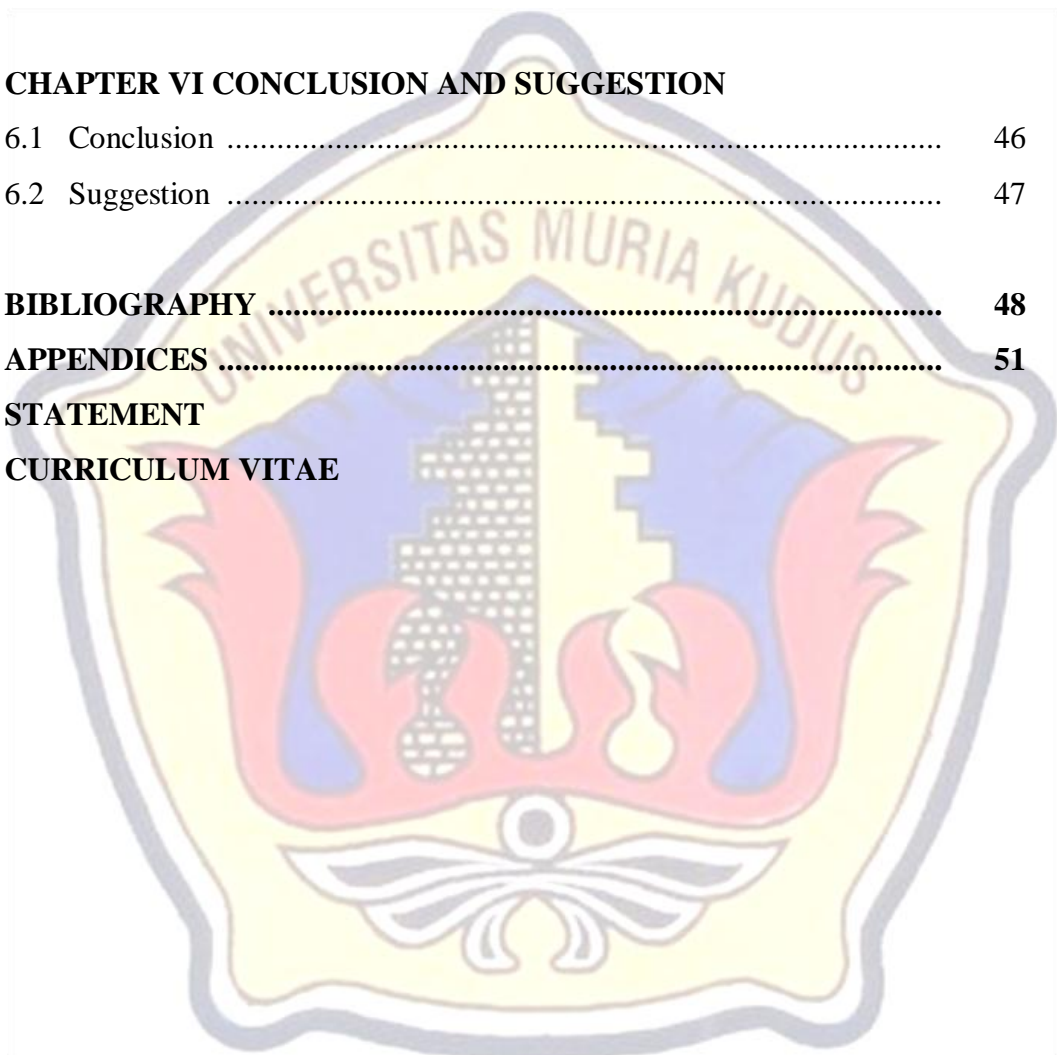 CHAPTER VI CONCLUSION AND SUGGESTION
6.1 Conclusion ..................................................................................... 46
6.2 Suggestion ..................................................................................... 47
UNIVERSITAS MURIA KUDUS
BIBLIOGRAPHY ................................................................................ 48
APPENDICES ...................................................................................... 51
STATEMENT
CURRICULUM VITAE